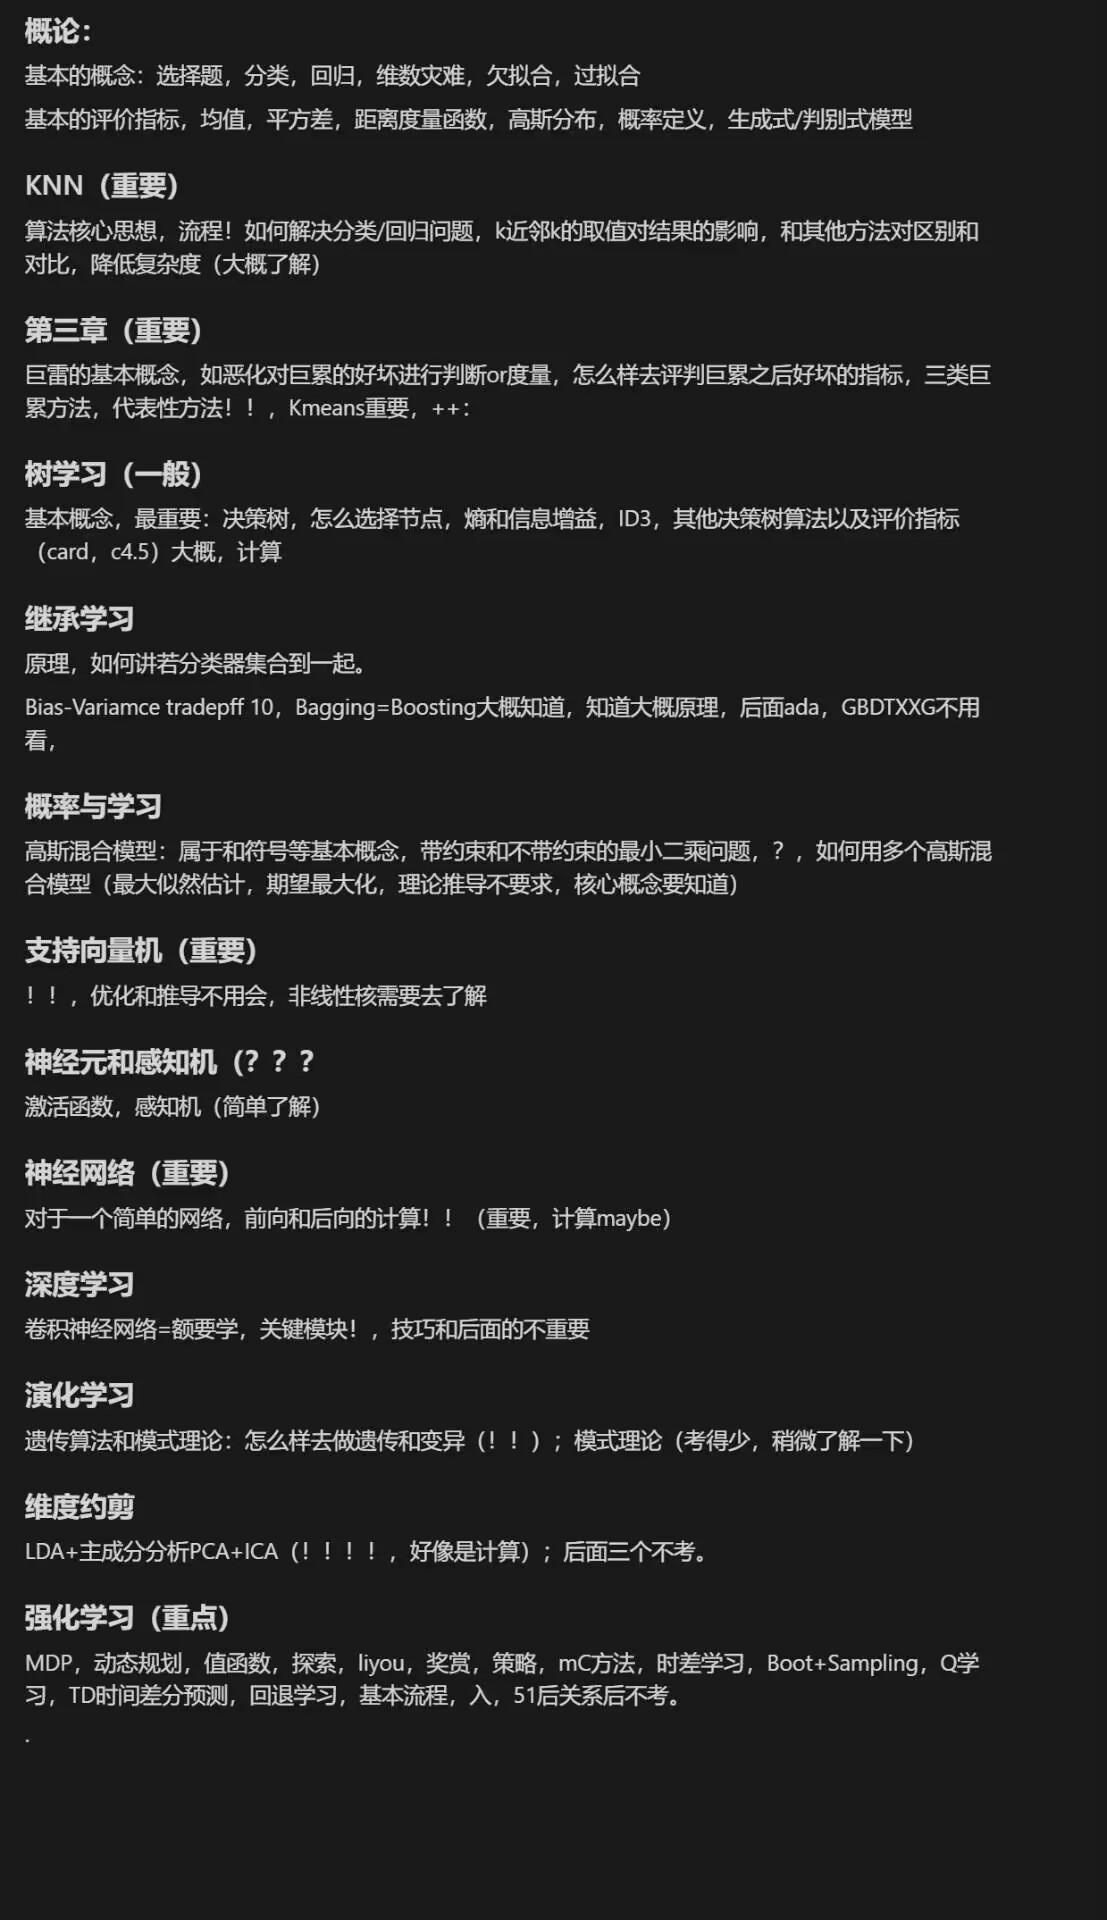 概论：
基本的概念：选择题，分类，回归，维数灾难，欠拟合，过拟合
基本的评价指标，均值，平方差，距离度量函数，高斯分布，概率定义，生成式/判别式模型
KNN（重要）
算法核心思想，流程！如何解决分类/回归问题，k近邻k的取值对结果的影响，和其他方法对区别和
对比，降低复杂度（大概了解）
第三章（重要）
巨雷的基本概念，如恶化对巨累的好坏进行判断or度量，怎么样去评判巨累之后好坏的指标，三类巨
累方法，代表性方法！！，Kmeans重要，++：
树学习（一般）
基本概念，最重要：决策树，怎么选择节点，熵和信息增益，ID3，其他决策树算法以及评价指标
（card，c4.5）大概，计算
继承学习
原理，如何讲若分类器集合到一起。
Bias-Variamce tradepff 10，Bagging=Boosting大概知道，知道大概原理，后面ada，GBDTXXG不用
看，
概率与学习
高斯混合模型：属于和符号等基本概念，带约束和不带约束的最小二乘问题，？，如何用多个高斯混
合模型（最大似然估计，期望最大化，理论推导不要求，核心概念要知道）
支持向量机（重要）
！！，优化和推导不用会，非线性核需要去了解
神经元和感知机（？？？
激活函数，感知机（简单了解）
神经网络（重要）
对于一个简单的网络，前向和后向的计算！！（重要，计算maybe）
深度学习
卷积神经网络=额要学，关键模块！，技巧和后面的不重要
演化学习
遗传算法和模式理论：怎么样去做遗传和变异（！！）；模式理论（考得少，稍微了解一下）
维度约剪
LDA+主成分分析PCA+ICA（！！！！，好像是计算）；后面三个不考。
强化学习（重点）
MDP，动态规划，值函数，探索，liyou，奖赏，策略，mC方法，时差学习，Boot+Sampling，Q学
习，TD时间差分预测，回退学习，基本流程，入，51后关系后不考。
.